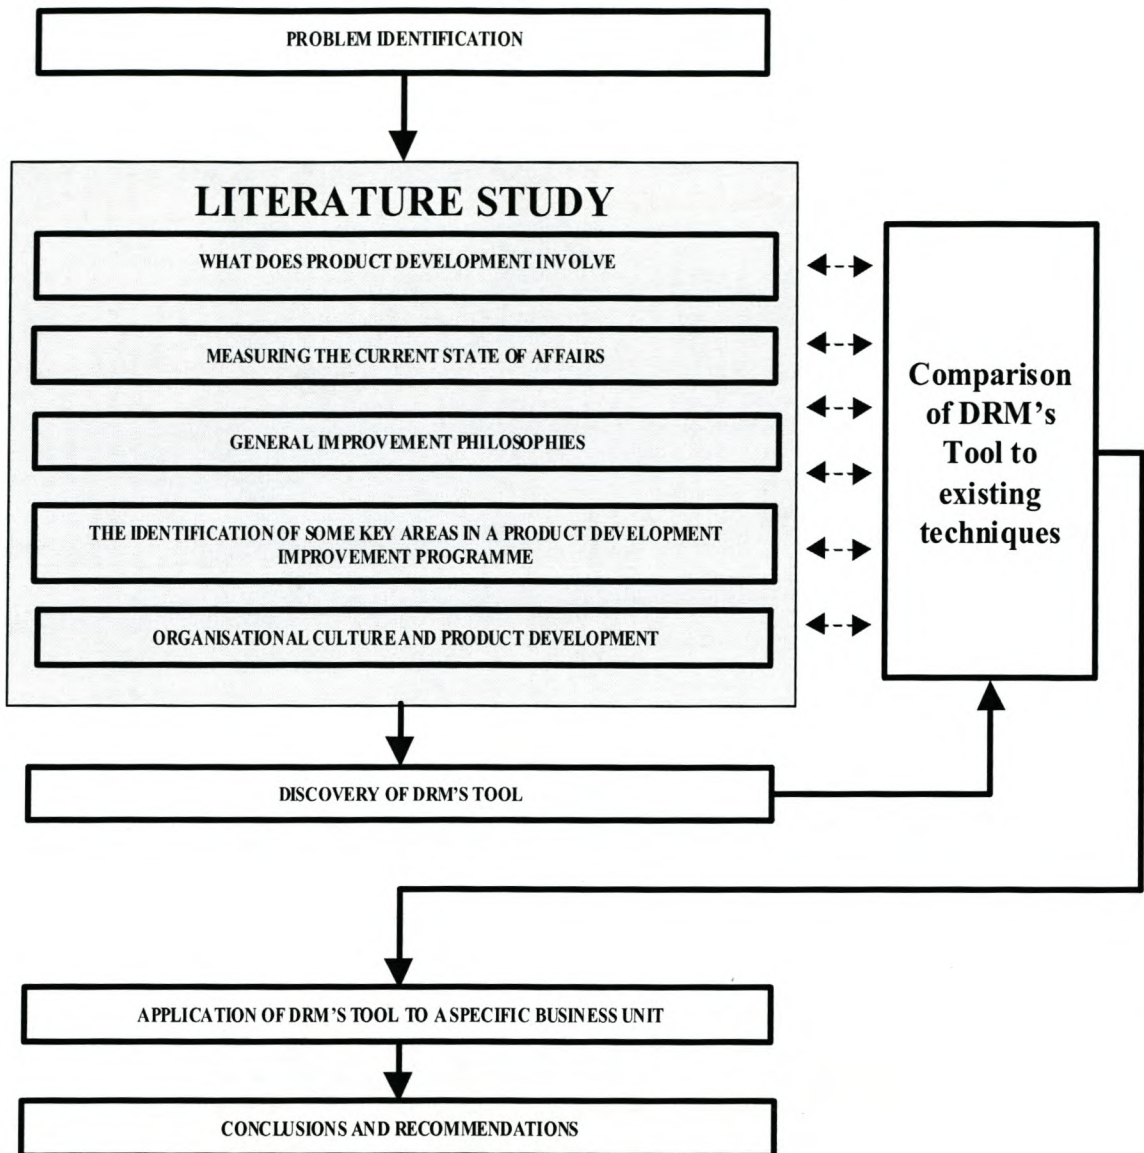 PROBLEM IDENTIFICATION
LITERATURE STUDY
WHAT DOES PRODUCT DEVELOPMENT INVOLVE
MEASURING THE CURRENT STATE OF AFFAIRS
GENERAL IMPROVEMENT PHILOSOPHIES
THE IDENTIFICATION OF SOME KEY AREAS IN A PRODUCT DEVELOPMENT
IMPROVEMENT PROGRAMME
ORGANISATIONAL CULTURE AND PRODUCT DEVELOPMENT
Comparison
of DRM's
Tool to
existing
techniques
DISCOVERY OF DRM'S TOOL
APPLICATION OF DRM'S TOOL TO A SPECIFIC BUSINESS UNIT
CONCLUSIONS AND RECOMMENDATIONS